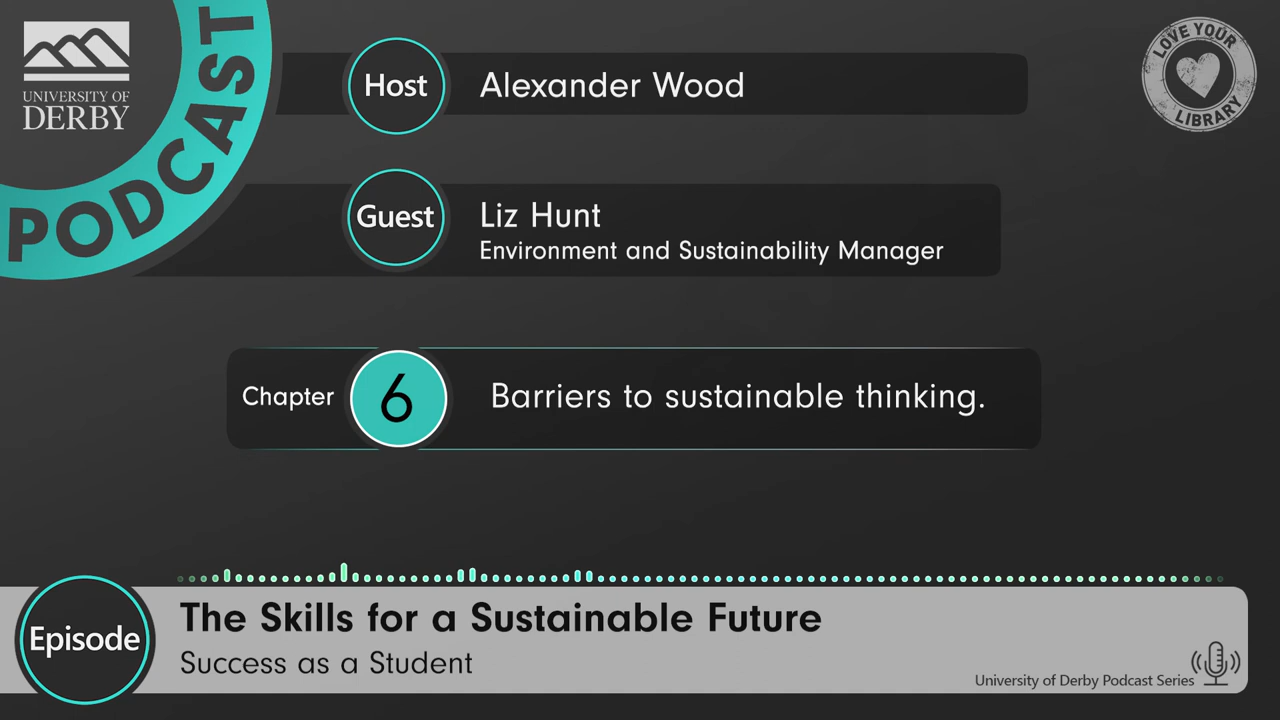 UNIVERSITY OF
DERBY
PODCAST
Host
Alexander Wood
LOVE YOUR
LIBRARY
Guest
Liz Hunt
Environment and Sustainability Manager
Chapter
6
Barriers to sustainable thinking.
Episode
The Skills for a Sustainable Future
Success as a Student
University of Derby Podcast Series